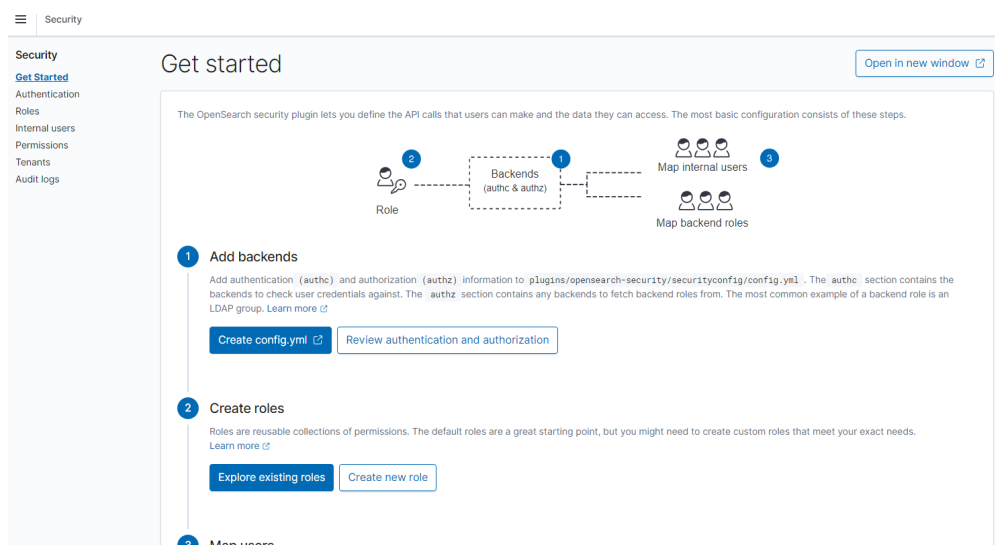 Security
Security
Get Started
Authentication
Roles
Internal users
Permissions
Tenants
Audit logs
Get started
Open in new window
The OpenSearch security plugin lets you define the API calls that users can make and the data they can access. The most basic configuration consists of these steps.
2
Role
1
Backends
(authc & authz)
Map internal users
3
Map backend roles
1
Add backends
Add authentication (authc) and authorization (authz) information to plugins/opensearch-security/securityconfig/config.yml . The authc section contains the
backends to check user credentials against. The authz section contains any backends to fetch backend roles from. The most common example of a backend role is an
LDAP group. Learn more
Create config.yml
Review authentication and authorization
2
Create roles
Roles are reusable collections of permissions. The default roles are a great starting point, but you might need to create custom roles that meet your exact needs.
Learn more
Explore existing roles
Create new role
3
Map users